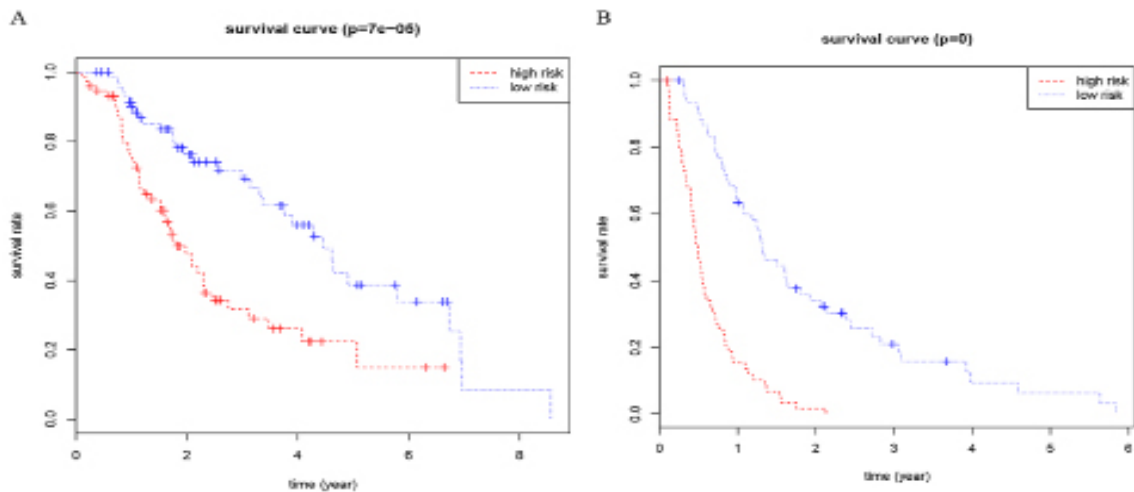 A
survival curve (p=7e−06)
high risk
low risk
survival rate
1.0
0.8
0.6
0.4
0.2
0.0
0
2
4
6
8
time (year)
B
survival curve (p=0)
high risk
low risk
survival rate
1.0
0.8
0.6
0.4
0.2
0.0
0
1
2
3
4
5
6
time (year)